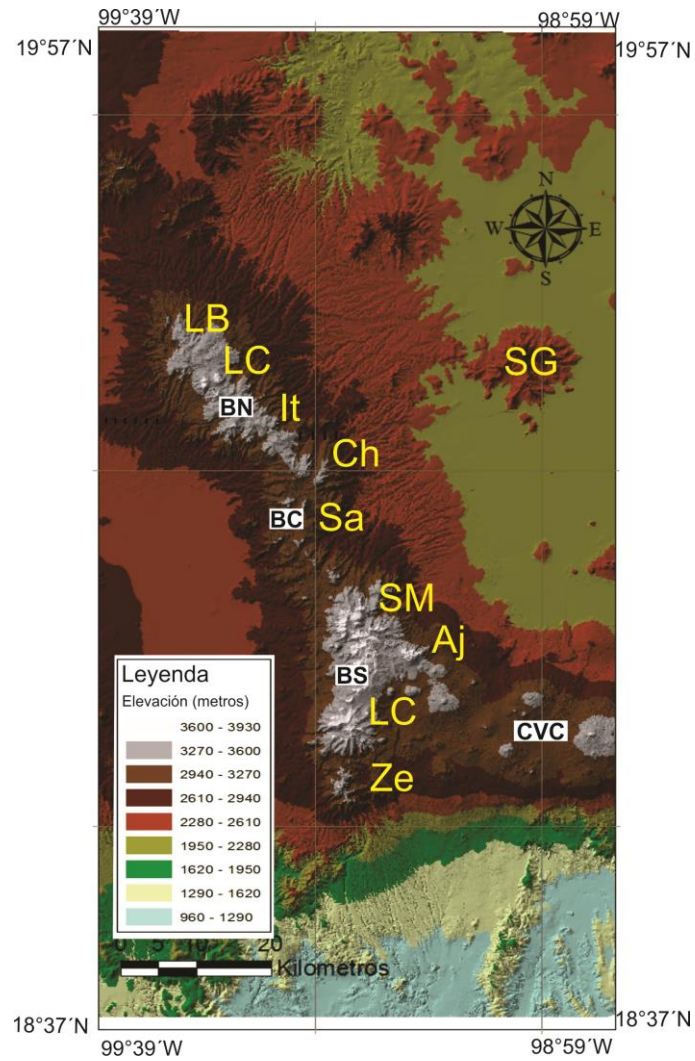 99°39´W 98°59´W
19°57´N 19°57´N
N
W E
S
LB
LC
SG
BN It
Ch
BC Sa
SM
Aj
BS
LC
CVC
Ze
Leyenda
Elevación (metros)
3600 - 3930
3270 - 3600
2940 - 3270
2610 - 2940
2280 - 2610
1950 - 2280
1620 - 1950
1290 - 1620
960 - 1290
0 5 10 20
Kilometros
18°37´N 18°37´N
99°39´W 98°59´W